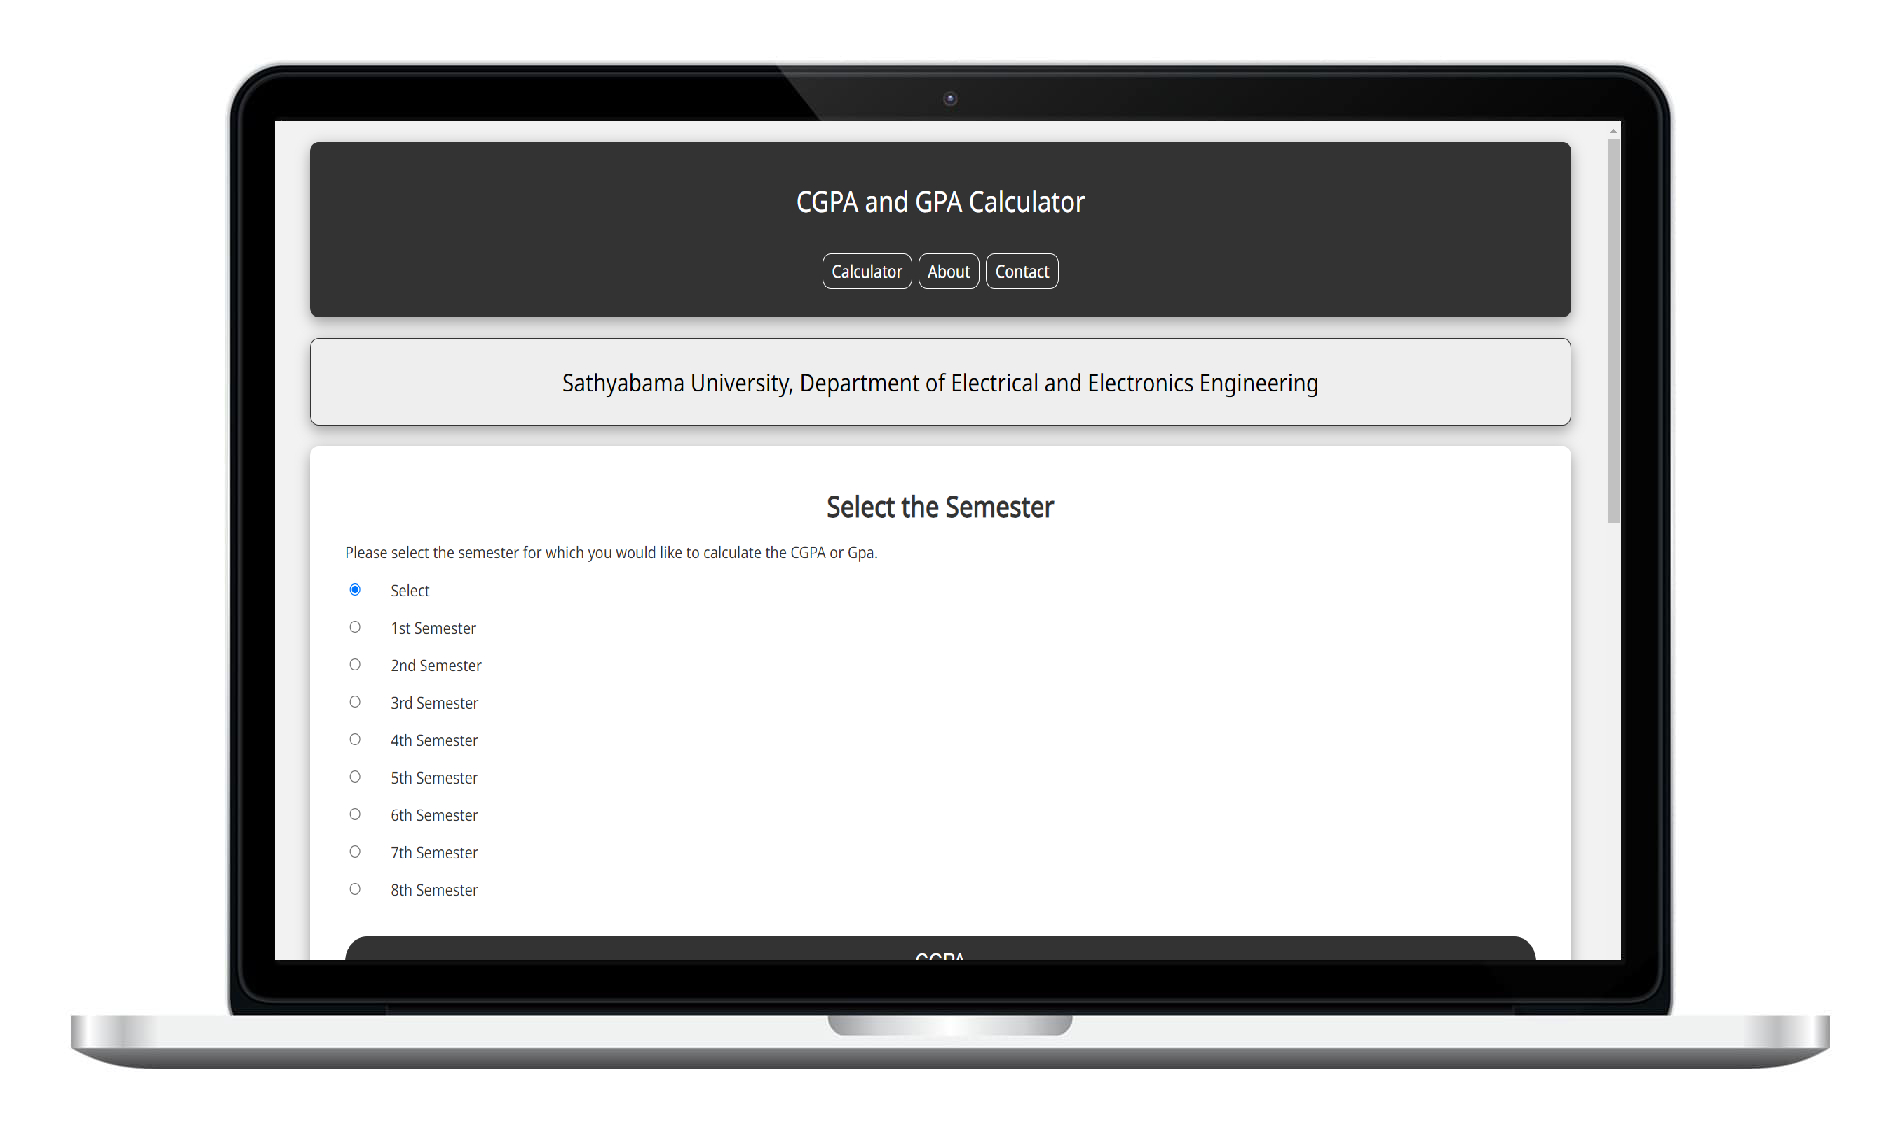 CGPA and GPA Calculator
Calculator About Contact
Sathyabama University, Department of Electrical and Electronics Engineering
Select the Semester
Please select the semester for which you would like to calculate the CGPA or Gpa.
Select
1st Semester
2nd Semester
3rd Semester
4th Semester
5th Semester
6th Semester
7th Semester
8th Semester
CGPA